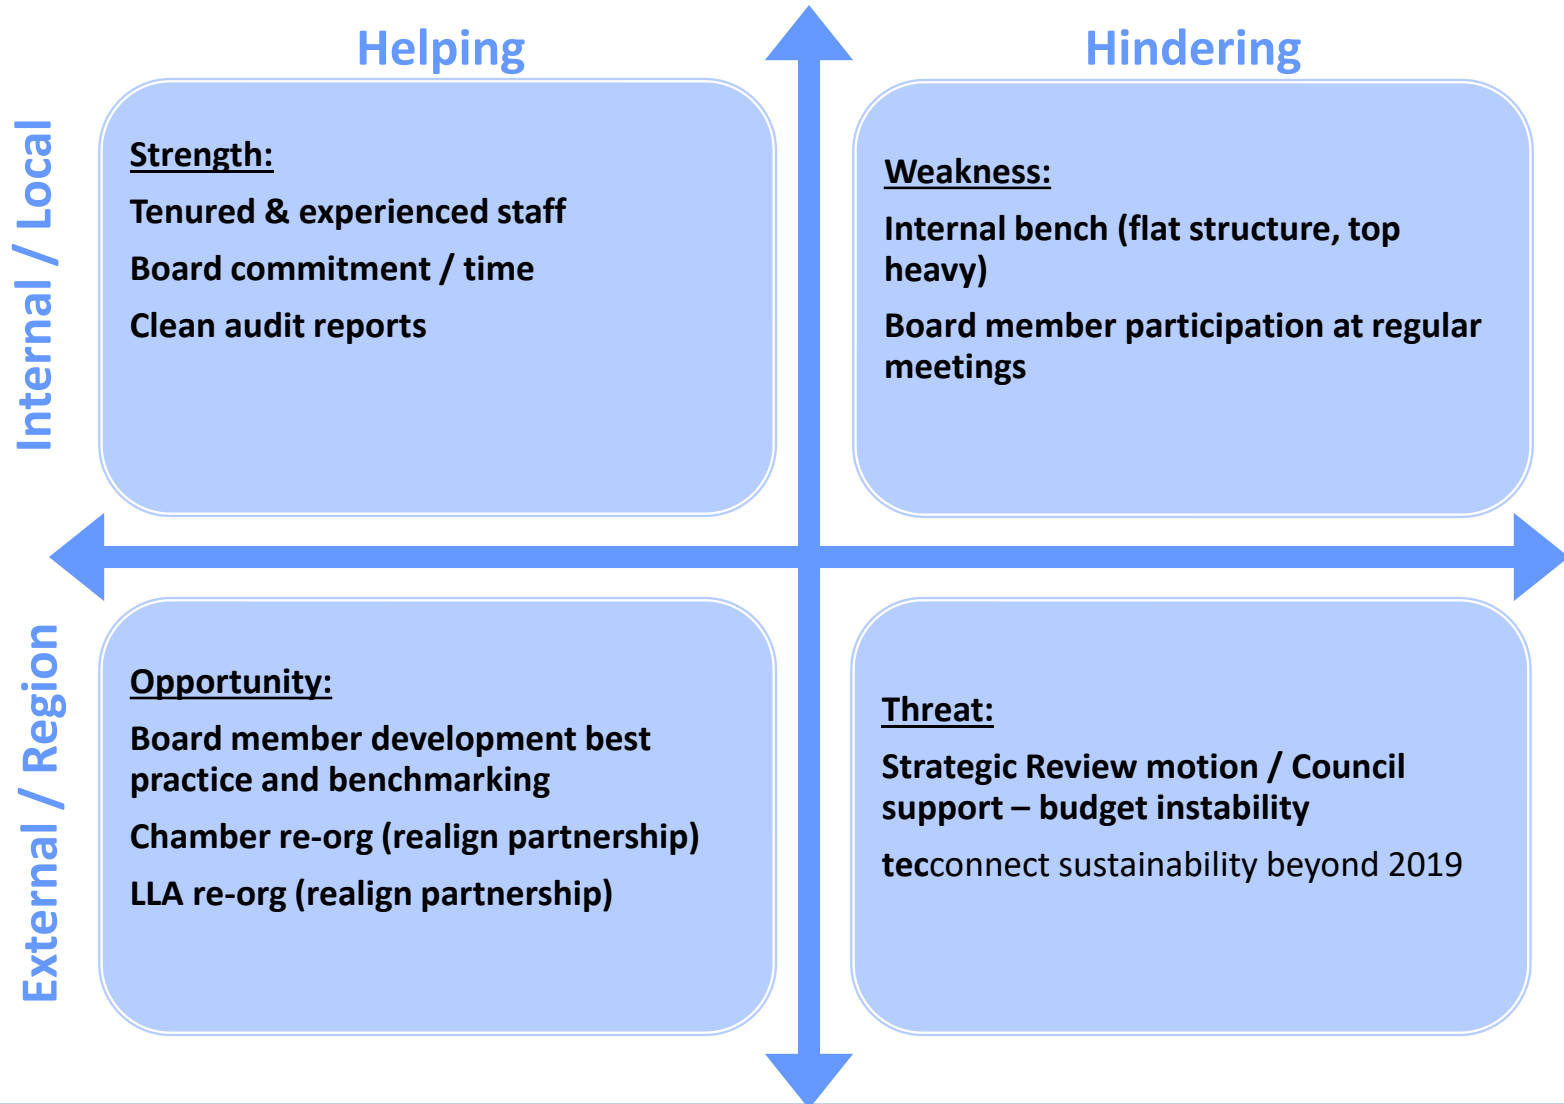 Helping
Hindering
Internal / Local
Strength:
Tenured & experienced staff
Board commitment / time
Clean audit reports
Weakness:
Internal bench (flat structure, top
heavy)
Board member participation at regular
meetings
External / Region
Opportunity:
Board member development best
practice and benchmarking
Chamber re-org (realign partnership)
LLA re-org (realign partnership)
Threat:
Strategic Review motion / Council
support – budget instability
tecconnect sustainability beyond 2019